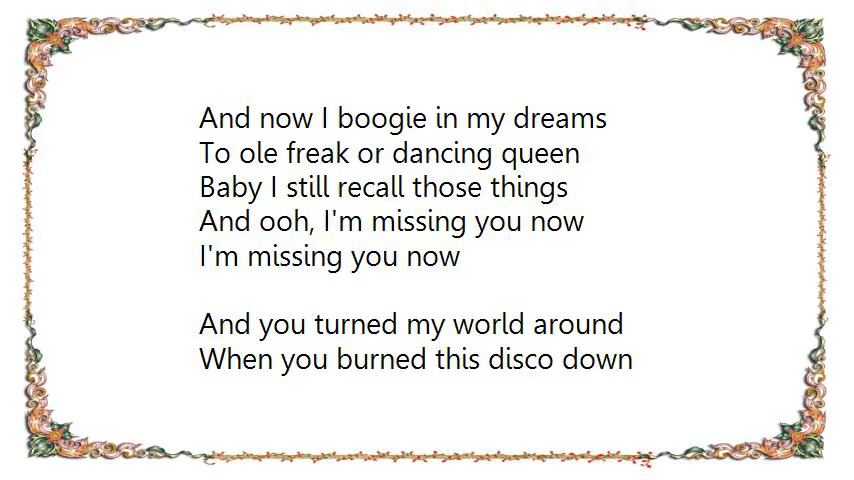 And now I boogie in my dreams
To ole freak or dancing queen
Baby I still recall those things
And ooh, I'm missing you now
I'm missing you now

And you turned my world around
When you burned this disco down